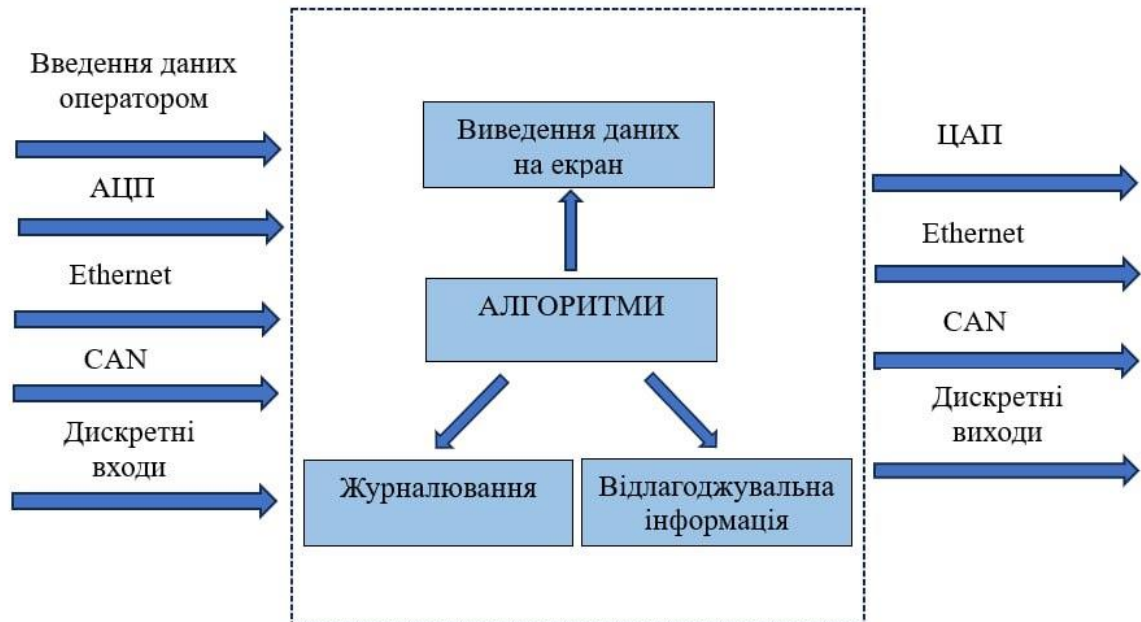 Введення даних
оператором
АЦП
Ethernet
CAN
Дискретні
входи
Виведення даних
на екран
АЛГОРИТМИ
Журналювання
Відлагоджувальна
інформація
ЦАП
Ethernet
CAN
Дискретні
виходи